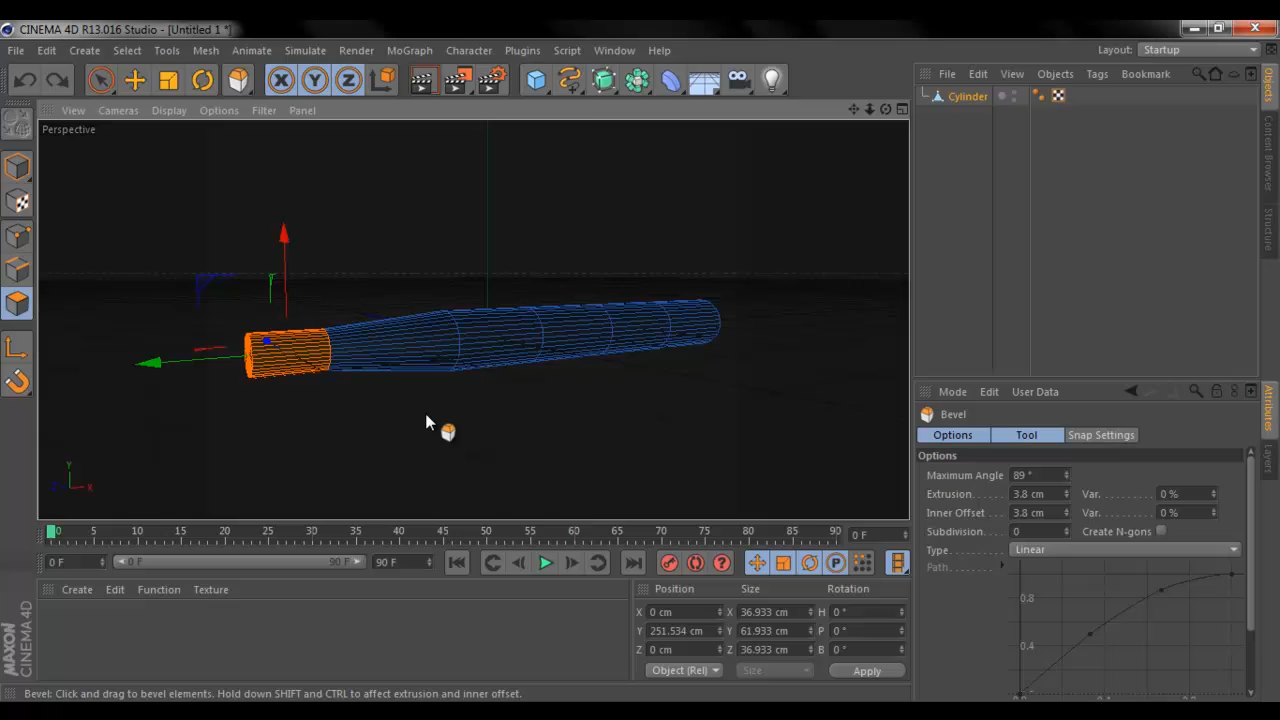 CINEMA 4D R13.016 Studio - [Untitled 1 *]
File Edit Create Select Tools Mesh Animate Simulate Render MoGraph Character Plugins Script Window Help
Layout: Startup
X Y Z
File Edit View Objects Tags Bookmark
Cylinder
Objects
Content Browser
Structure
View Cameras Display Options Filter Panel
Perspective
Y
X
Mode Edit User Data
Attributes
Layers
Bevel
Options Tool Snap Settings
Options
Maximum Angle 89 °
Extrusion 3.8 cm Var. 0 %
Inner Offset 3.8 cm Var. 0 %
Subdivision 0 Create N-gons
Type Linear
Path
0.8
0.4
0 5 10 15 20 25 30 35 40 45 50 55 60 65 70 75 80 85 90 0 F
0 F 0 F 90 F 90 F
Create Edit Function Texture
Position Size Rotation
X 0 cm X 36.933 cm H 0 °
Y 251.534 cm Y 61.933 cm P 0 °
Z 0 cm Z 36.933 cm B 0 °
Object (Rel) Size Apply
MAXON CINEMA 4D
Bevel: Click and drag to bevel elements. Hold down SHIFT and CTRL to affect extrusion and inner offset.